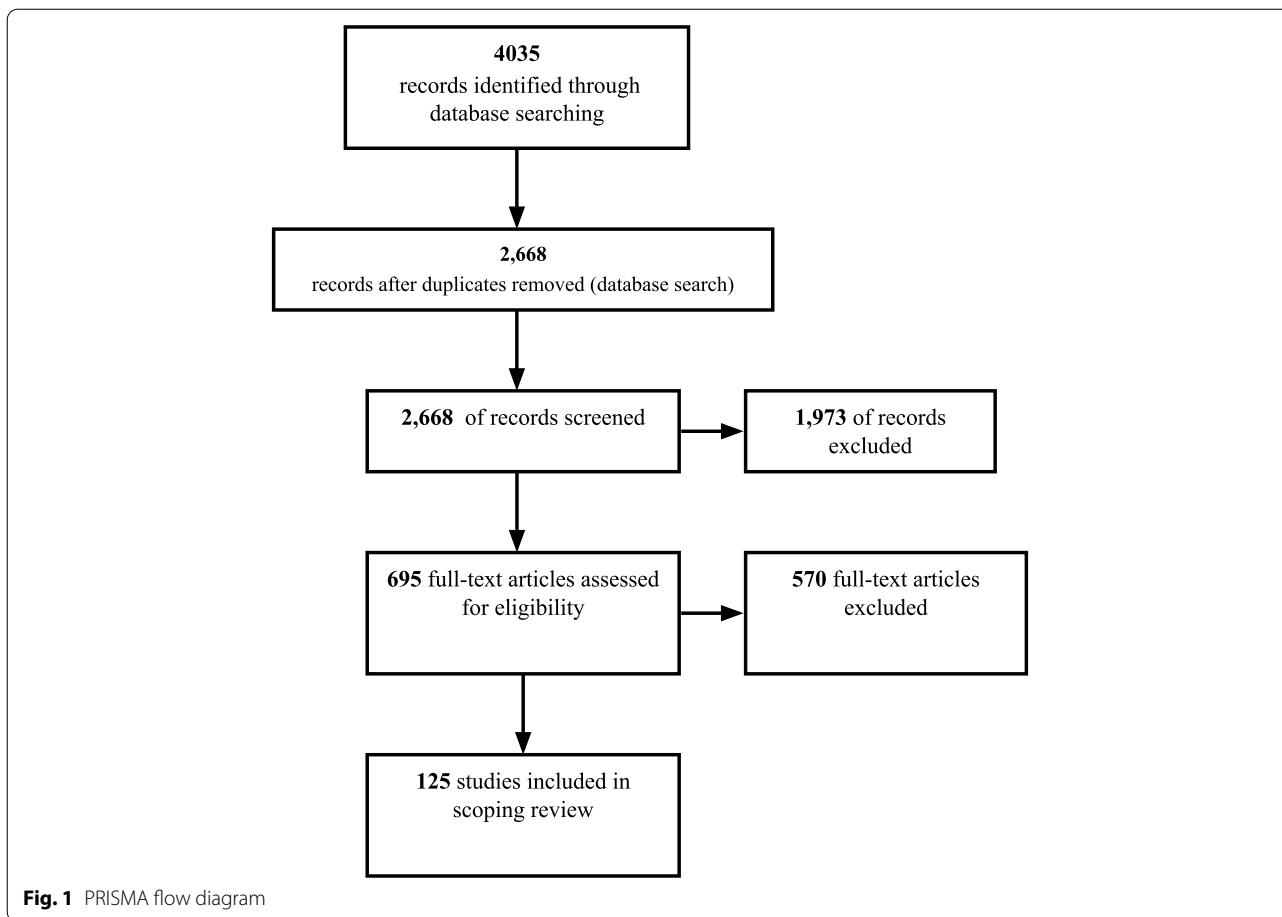 4035
records identified through
database searching
2,668
records after duplicates removed (database search)
2,668 of records screened
1,973 of records
excluded
695 full-text articles assessed
for eligibility
570 full-text articles
excluded
125 studies included in
scoping review
Fig. 1 PRISMA flow diagram